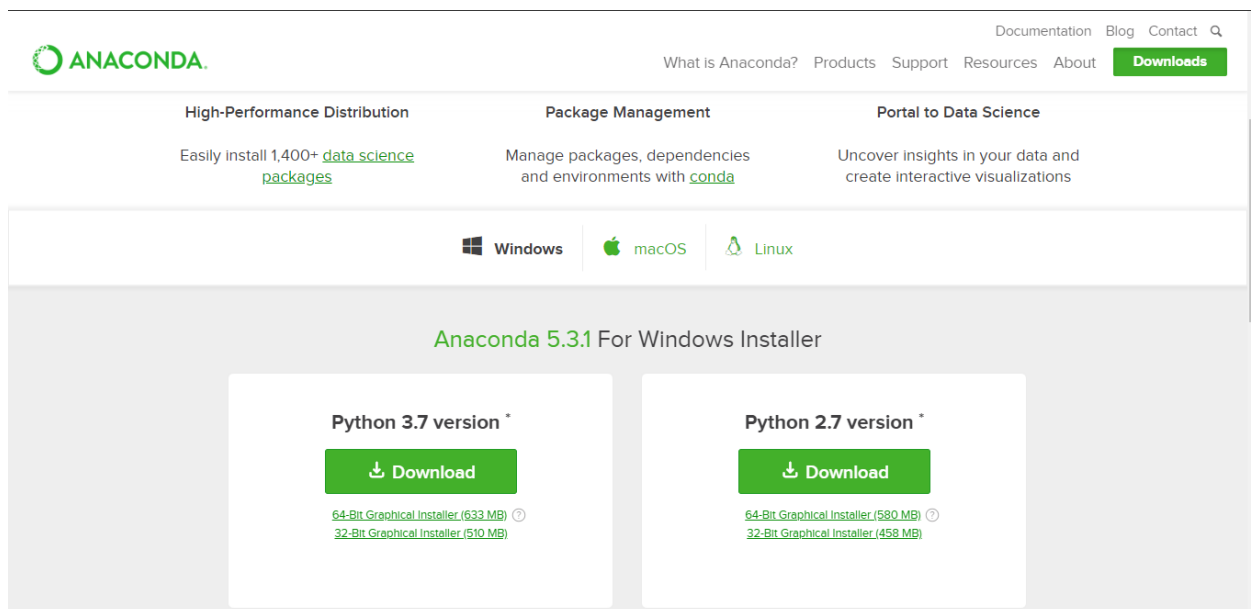 Documentation Blog Contact
ANACONDA.
What is Anaconda? Products Support Resources About Downloads
High-Performance Distribution
Easily install 1,400+ data science
packages
Package Management
Manage packages, dependencies
and environments with conda
Portal to Data Science
Uncover insights in your data and
create interactive visualizations
Windows macOS Linux
Anaconda 5.3.1 For Windows Installer
Python 3.7 version *
Download
64-Bit Graphical Installer (633 MB) ?
32-Bit Graphical Installer (510 MB)
Python 2.7 version *
Download
64-Bit Graphical Installer (580 MB) ?
32-Bit Graphical Installer (458 MB)